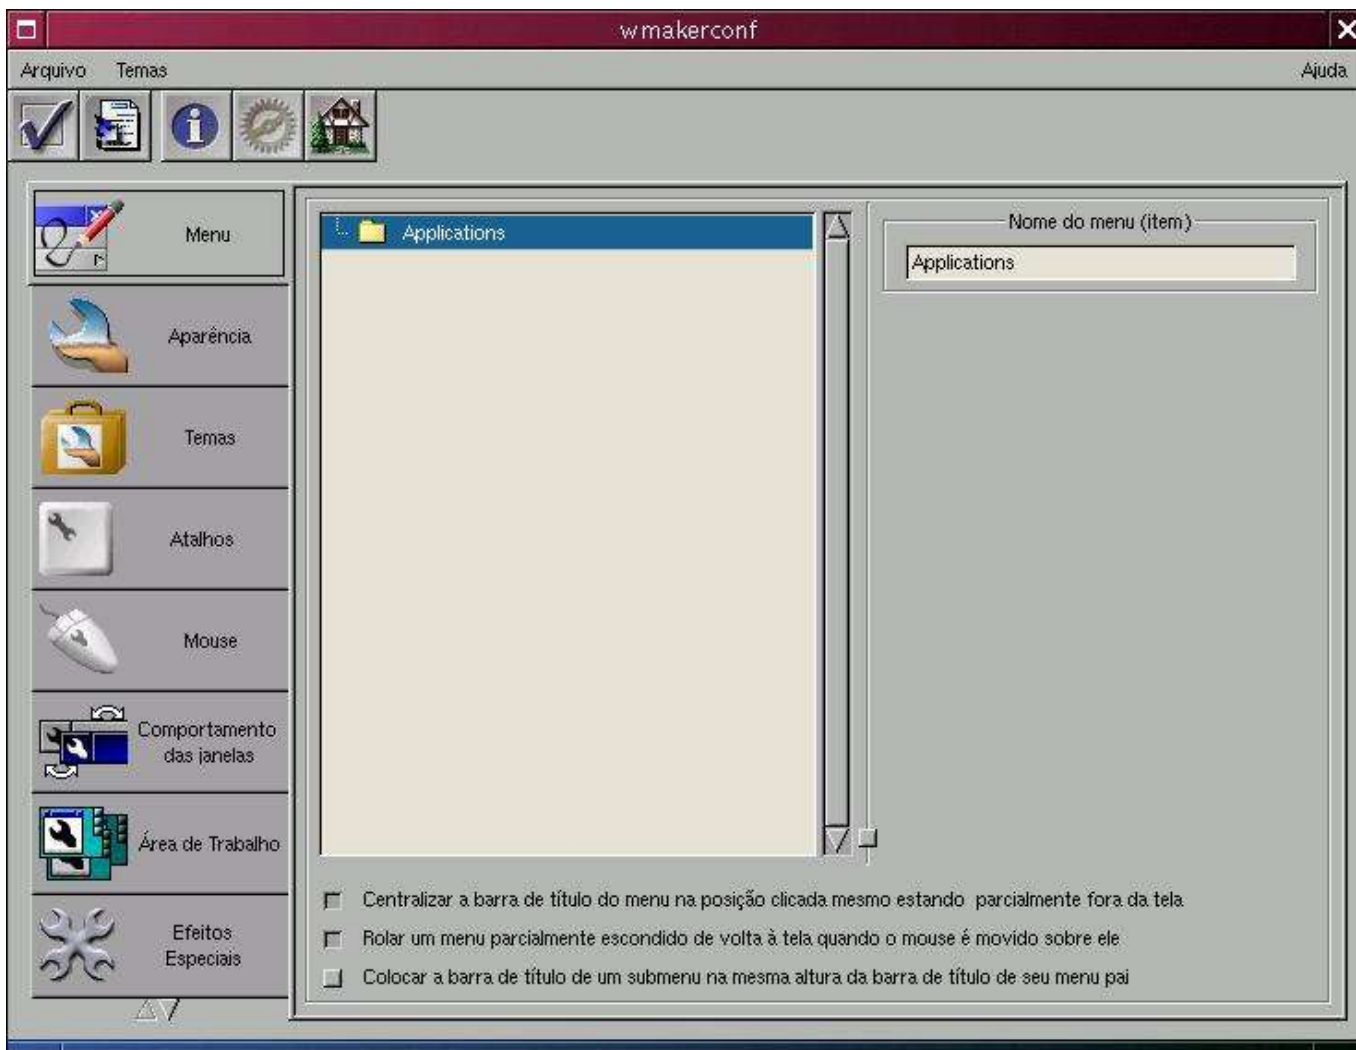 wmakerconf
Arquivo Temas Ajuda
Menu
Aparência
Temas
Atalhos
Mouse
Comportamento
das janelas
Área de Trabalho
Efeitos
Especiais
Applications
Nome do menu (item)
Applications
Centralizar a barra de título do menu na posição clicada mesmo estando parcialmente fora da tela
Rolar um menu parcialmente escondido de volta à tela quando o mouse é movido sobre ele
Colocar a barra de título de um submenu na mesma altura da barra de título de seu menu pai